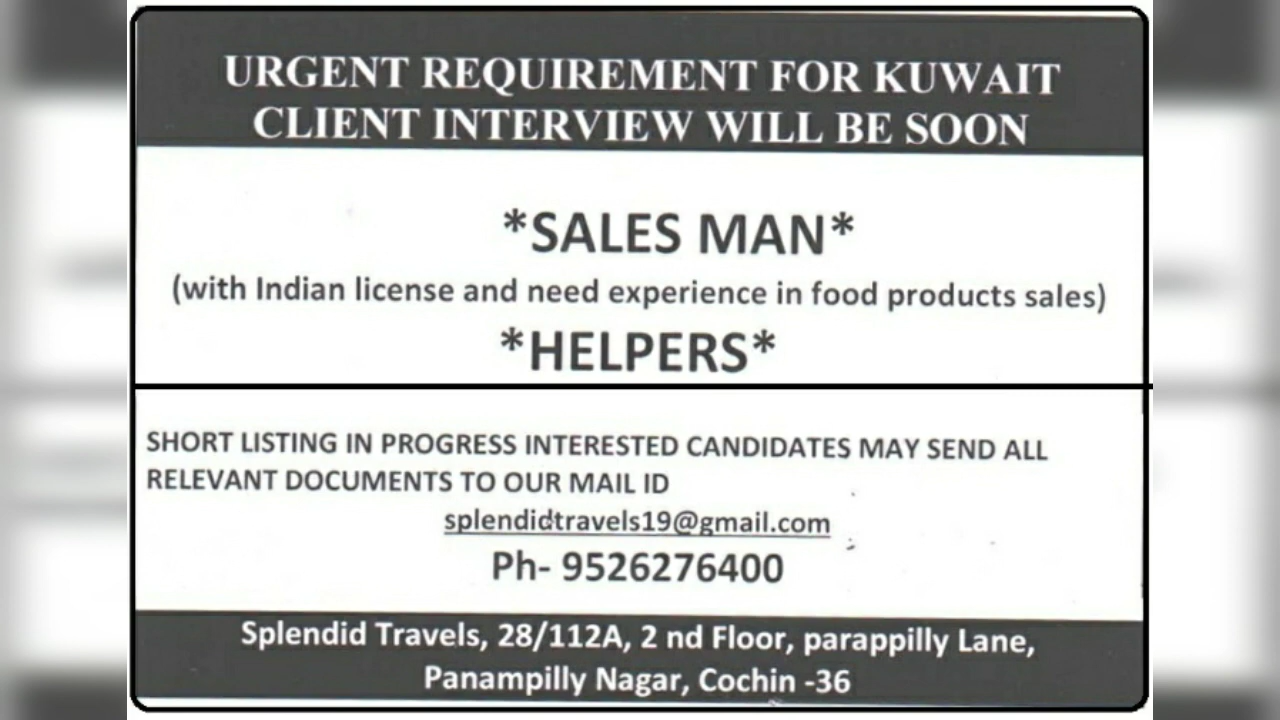 URGENT REQUIREMENT FOR KUWAIT
CLIENT INTERVIEW WILL BE SOON
*SALES MAN*
(with Indian license and need experience in food products sales)
*HELPERS*
SHORT LISTING IN PROGRESS INTERESTED CANDIDATES MAY SEND ALL
RELEVANT DOCUMENTS TO OUR MAIL ID
splendidtravels19@gmail.com
Ph- 9526276400
Splendid Travels, 28/112A, 2 nd Floor, parappilly Lane,
Panampilly Nagar, Cochin -36